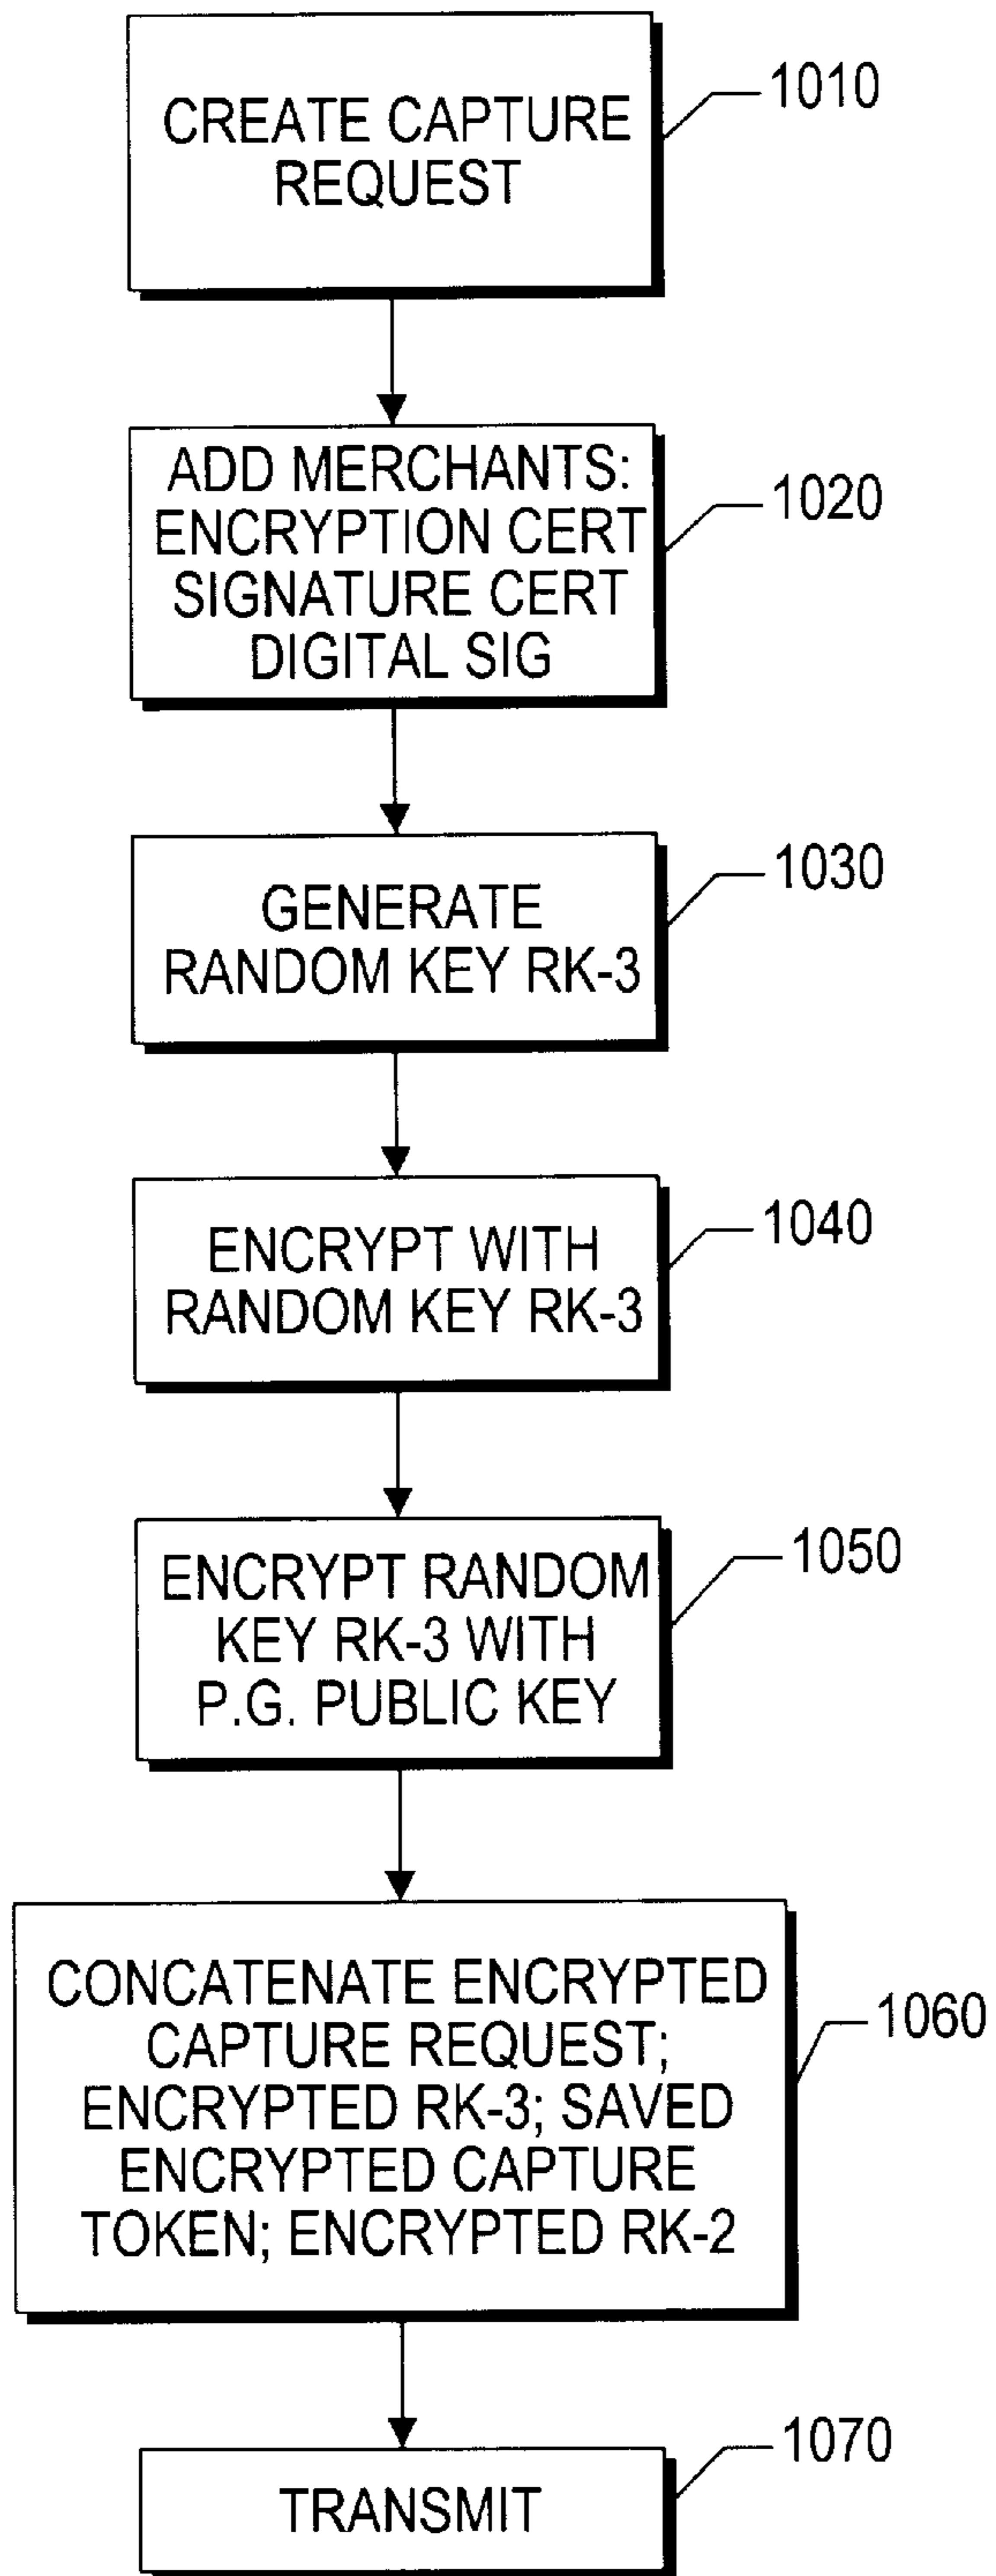 CREATE CAPTURE
REQUEST
1010
ADD MERCHANTS:
ENCRYPTION CERT
SIGNATURE CERT
DIGITAL SIG
1020
GENERATE
RANDOM KEY RK-3
1030
ENCRYPT WITH
RANDOM KEY RK-3
1040
ENCRYPT RANDOM
KEY RK-3 WITH
P.G. PUBLIC KEY
1050
CONCATENATE ENCRYPTED
CAPTURE REQUEST;
ENCRYPTED RK-3; SAVED
ENCRYPTED CAPTURE
TOKEN; ENCRYPTED RK-2
1060
TRANSMIT
1070